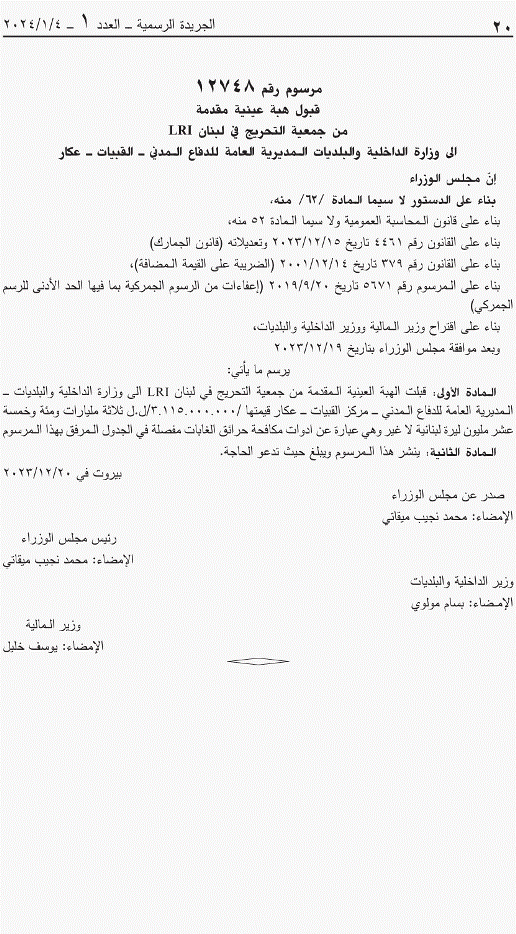 ٢٠ الجريدة الرسمية ـ العدد ١ ـ ٢٠٢٤/١/٤
مرسوم رقم ١٢٧٤٨
قبول هبة عينية مقدمة
من جمعية التحريج في لبنان LRI
الى وزارة الداخلية والبلديات المديرية العامة للدفاع المدني ـ القبيات ـ عكار
إنّ مجلس الوزراء
بناء على الدستور لا سيما المادة /٦٢/ منه،
بناء على قانون المحاسبة العمومية ولا سيما المادة ٥٢ منه،
بناء على القانون رقم ٤٤٦١ تاريخ ٢٠٢٣/١٢/١٥ وتعديلاته (قانون الجمارك)
بناء على القانون رقم ٣٧٩ تاريخ ٢٠٠١/١٢/١٤ (الضريبة على القيمة المضافة)،
بناء على المرسوم رقم ٥٦٧١ تاريخ ٢٠١٩/٩/٢٠ (إعفاءات من الرسوم الجمركية بما فيها الحد الأدنى للرسم
الجمركي)
بناء على اقتراح وزير المالية ووزير الداخلية والبلديات،
وبعد موافقة مجلس الوزراء بتاريخ ٢٠٢٣/١٢/١٩
يرسم ما يأتي:
المادة الأولى: قبلت الهبة العينية المقدمة من جمعية التحريج في لبنان LRI الى وزارة الداخلية والبلديات ـ
المديرية العامة للدفاع المدني ـ مركز القبيات ـ عكار قيمتها /٣.١١٥.٠٠٠.٠٠٠/ل.ل ثلاثة مليارات ومئة وخمسة
عشر مليون ليرة لبنانية لا غير وهي عبارة عن ادوات مكافحة حرائق الغابات مفصلة في الجدول المرفق بهذا المرسوم
المادة الثانية: ينشر هذا المرسوم ويبلغ حيث تدعو الحاجة.
بيروت في ٢٠٢٣/١٢/٢٠
صدر عن مجلس الوزراء
الإمضاء: محمد نجيب ميقاتي
رئيس مجلس الوزراء
الإمضاء: محمد نجيب ميقاتي
وزير الداخلية والبلديات
الإمضاء: بسام مولوي
وزير المالية
الإمضاء: يوسف خليل